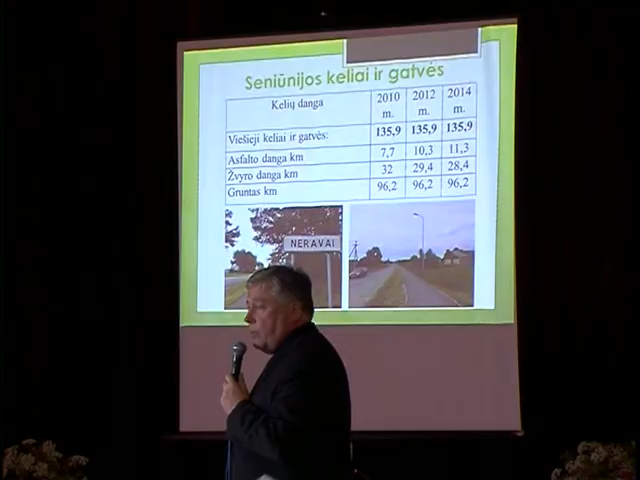 Seniūnijos keliai ir gatvės
Kelių danga 2010 m. 2012 m. 2014 m.
Viešieji keliai ir gatvės: 135,9 135,9 135,9
Asfalto danga km 7,7 10,3 11,3
Žvyro danga km 32 29,4 28,4
Gruntas km 96,2 96,2 96,2
NERAVAI